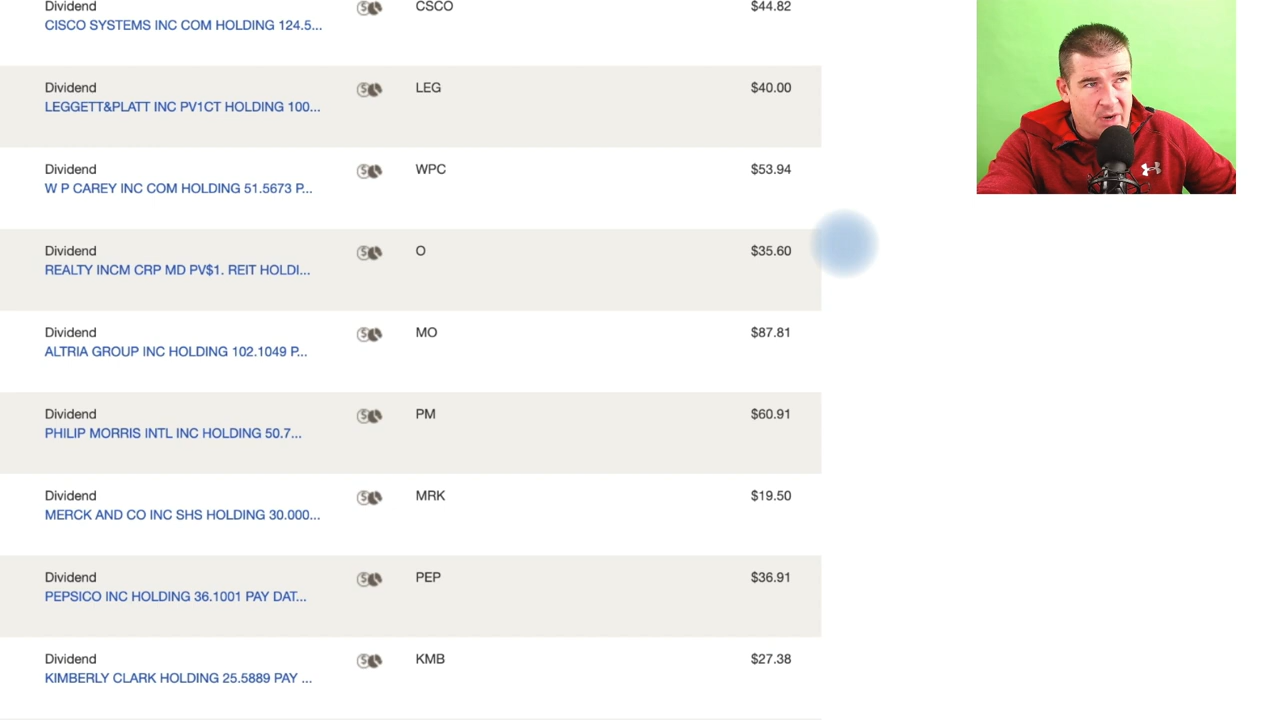 CSCO $44.82
CISCO SYSTEMS INC COM HOLDING 124.5...
Dividend LEG $40.00
LEGGETT&PLATT INC PV1CT HOLDING 100...
Dividend WPC $53.94
W P CAREY INC COM HOLDING 51.5673 P...
Dividend O $35.60
REALTY INCM CRP MD PV$1. REIT HOLDI...
Dividend MO $87.81
ALTRIA GROUP INC HOLDING 102.1049 P...
Dividend PM $60.91
PHILIP MORRIS INTL INC HOLDING 50.7...
Dividend MRK $19.50
MERCK AND CO INC SHS HOLDING 30.000...
Dividend PEP $36.91
PEPSICO INC HOLDING 36.1001 PAY DAT...
Dividend KMB $27.38
KIMBERLY CLARK HOLDING 25.5889 PAY ...